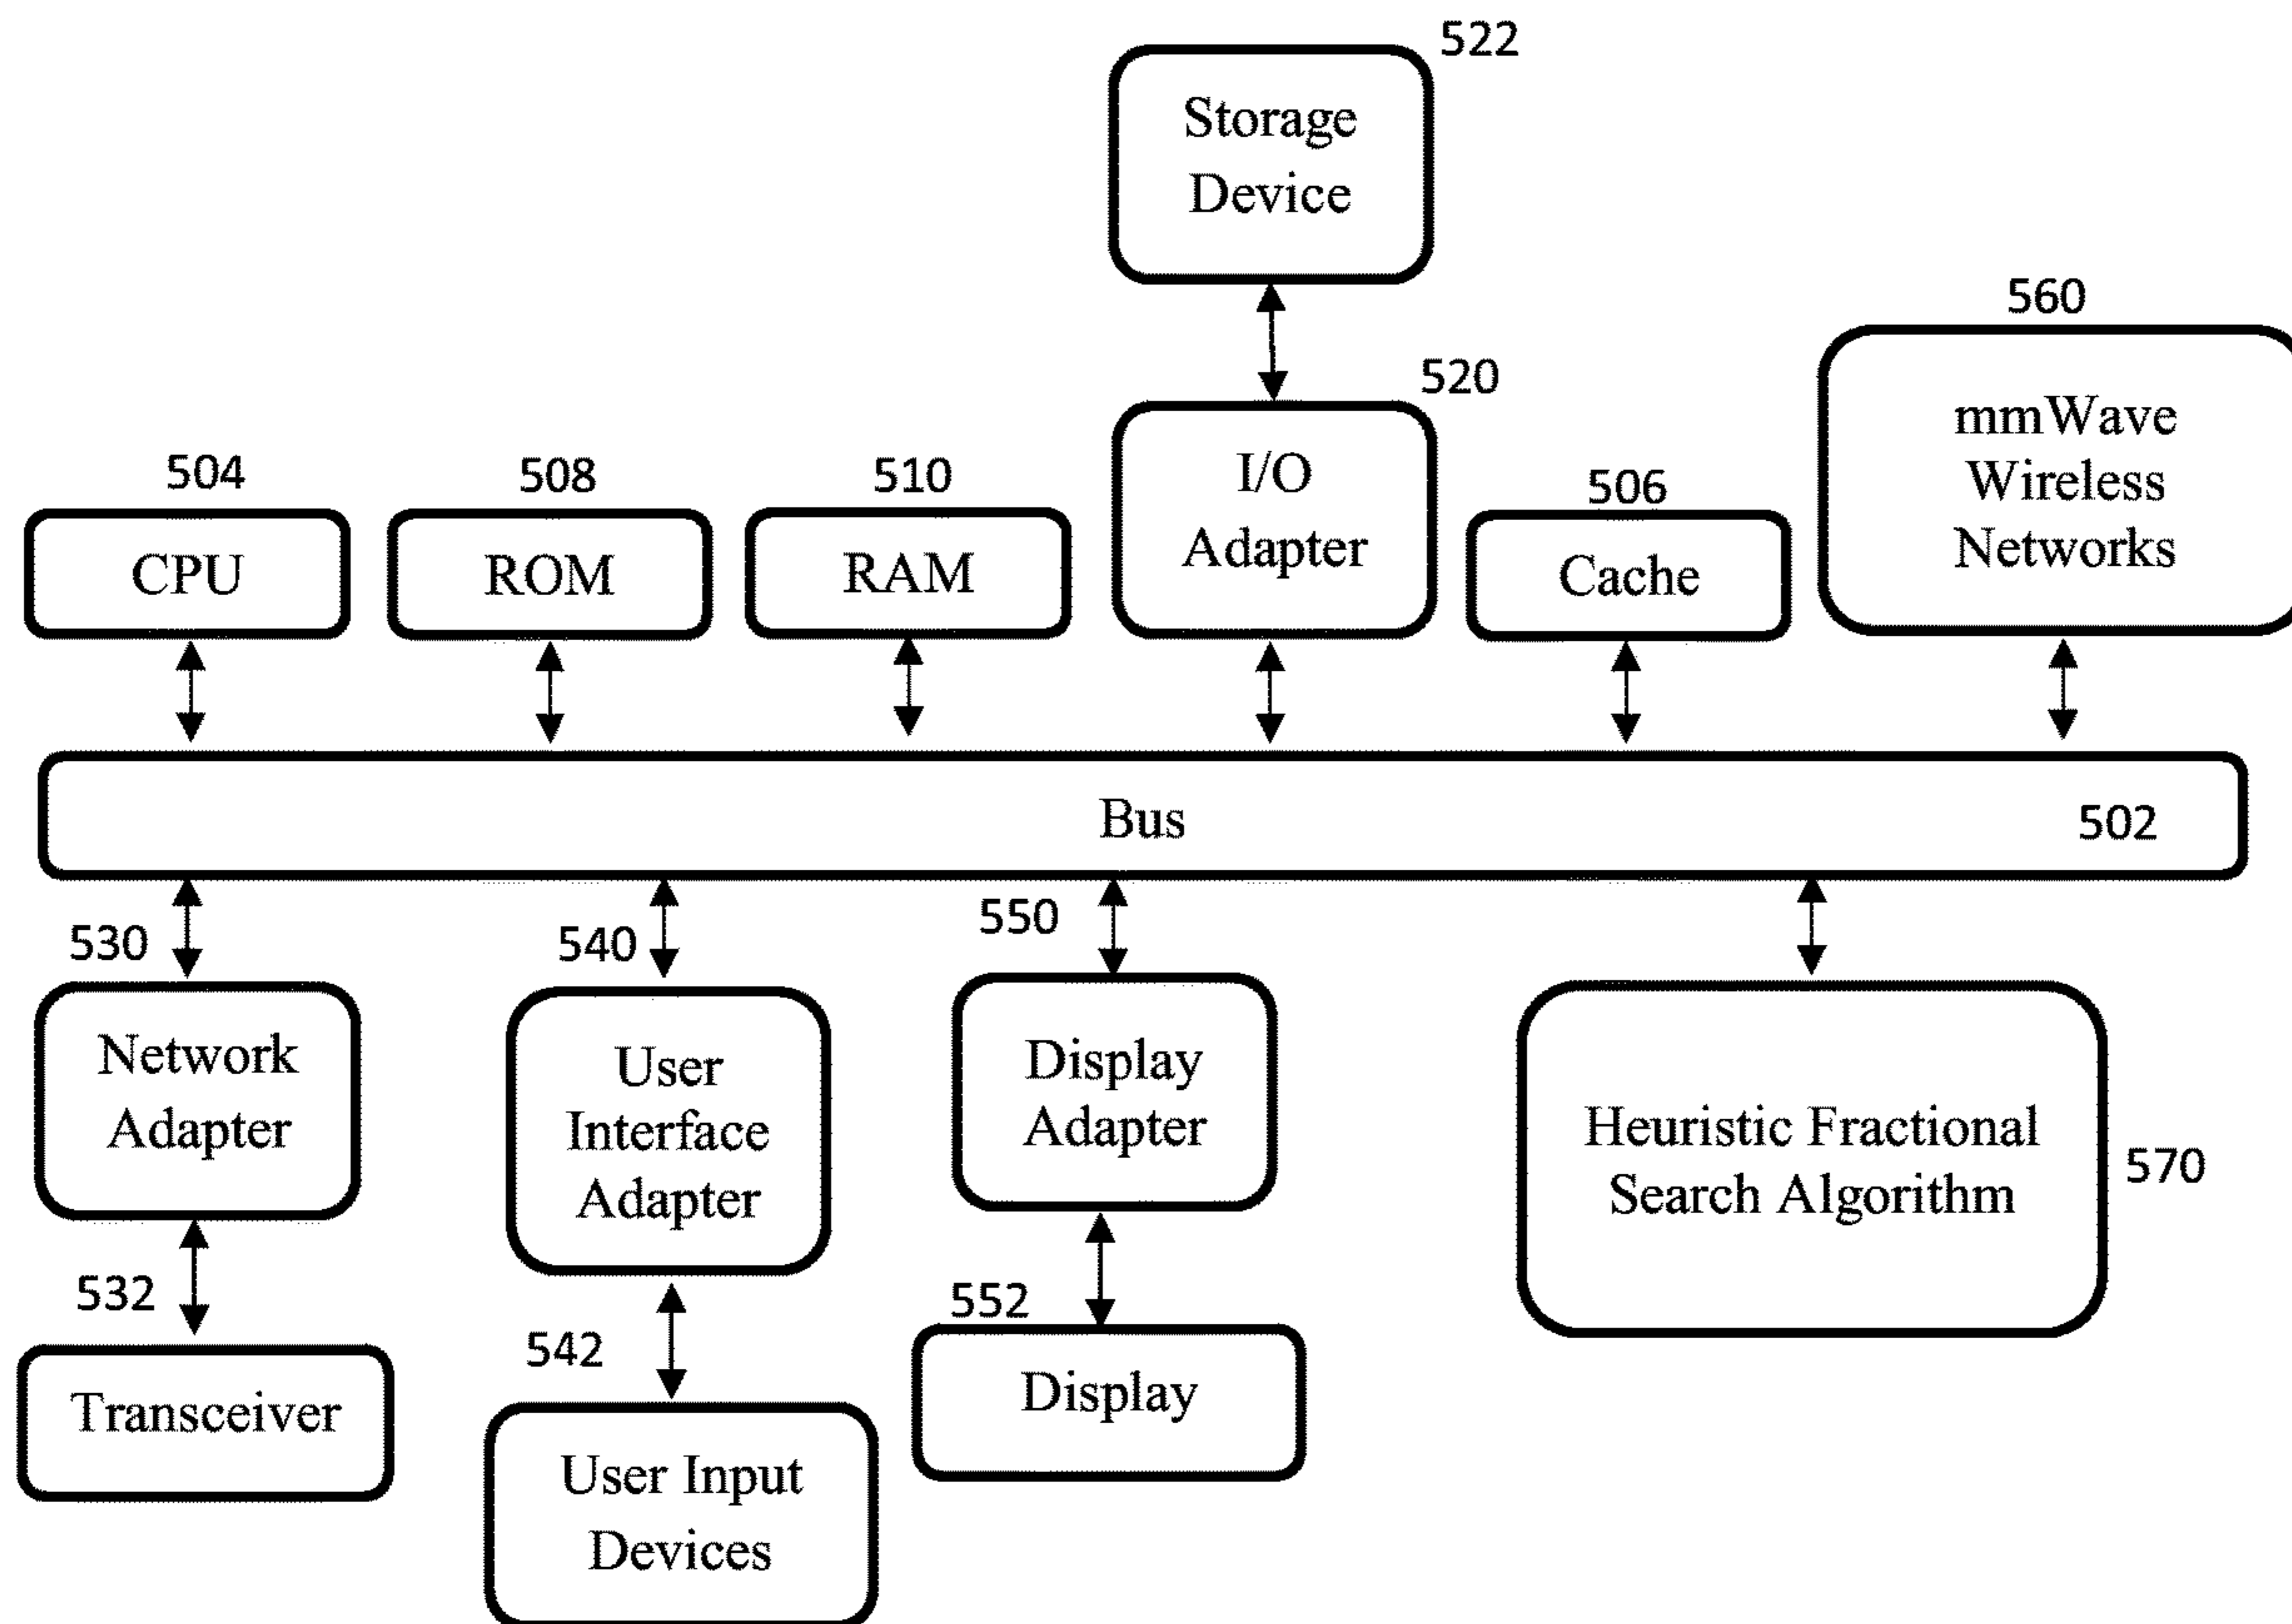 522
Storage
Device
560
520
mmWave
Wireless
Networks
504
508
510
I/O
Adapter
506
CPU
ROM
RAM
Cache
Bus
502
530
540
550
Network
Adapter
User
Interface
Adapter
Display
Adapter
Heuristic Fractional
Search Algorithm
570
532
542
552
Transceiver
User Input
Devices
Display